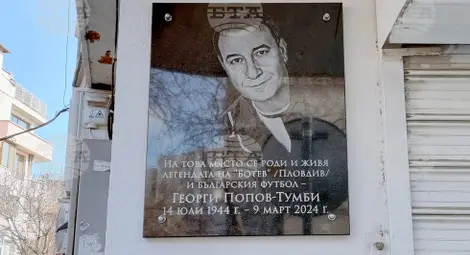 БТА
НА ТОВА МЯСТО СЕ РОДИ И ЖИВЯ
ЛЕГЕНДАТА НА "БОТЕВ" /ПЛОВДИВ/
И БЪЛГАРСКИЯ ФУТБОЛ –
ГЕОРГИ ПОПОВ-ТУМБИ
14 ЮЛИ 1944 Г. – 9 МАРТ 2024 Г.